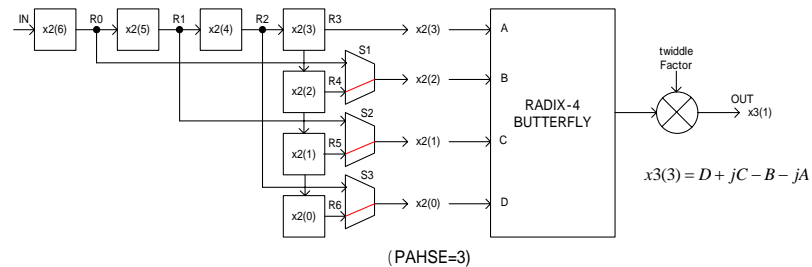 IN x2(6) R0 x2(5) R1 x2(4) R2 x2(3) R3 x2(3) A
S1
x2(2) R4 x2(2) B
S2
x2(1) R5 x2(1) C
S3
x2(0) R6 x2(0) D
RADIX-4
BUTTERFLY
twiddle
Factor
OUT
x3(1)
x3(3) = D + jC − B − jA
(PAHSE=3)